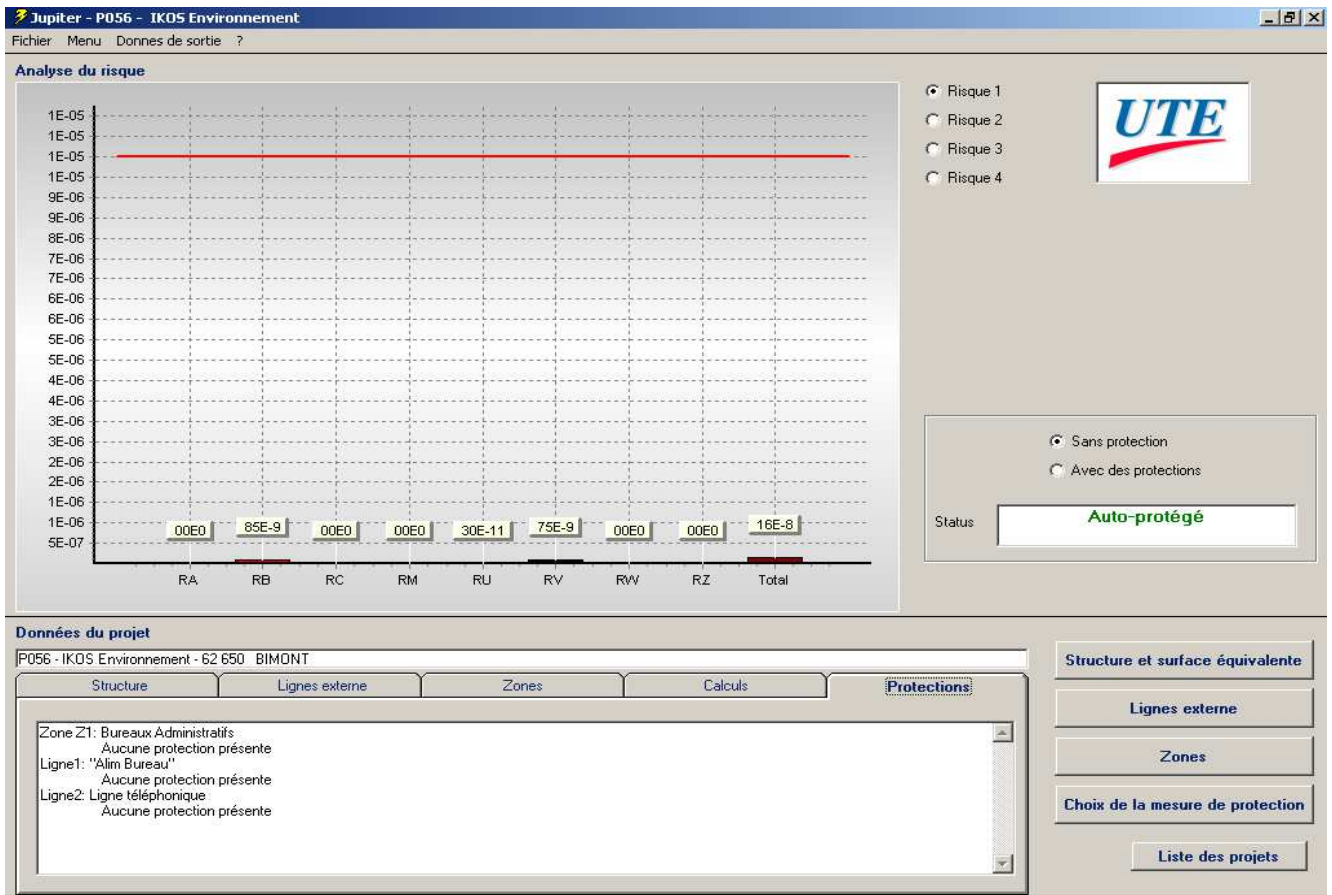 Jupiter - P056 - IKOS Environnement
Fichier Menu Donnes de sortie ?
Analyse du risque
1E-05
1E-05
1E-05
1E-05
9E-06
9E-06
8E-06
7E-06
7E-06
6E-06
6E-06
5E-06
5E-06
4E-06
4E-06
3E-06
3E-06
2E-06
2E-06
1E-06
1E-06
5E-07
00E0 85E-9 00E0 00E0 30E-11 75E-9 00E0 00E0 16E-8
RA RB RC RM RU RV RW RZ Total
Risque 1
Risque 2
Risque 3
Risque 4
UTE
Sans protection
Avec des protections
Status Auto-protégé
Données du projet
P056 - IKOS Environnement - 62 650 BIMONT
Structure Lignes externe Zones Calculs Protections
Zone Z1: Bureaux Administratifs
Aucune protection présente
Ligne1: "Alim Bureau"
Aucune protection présente
Ligne2: Ligne téléphonique
Aucune protection présente
Structure et surface équivalente
Lignes externe
Zones
Choix de la mesure de protection
Liste des projets